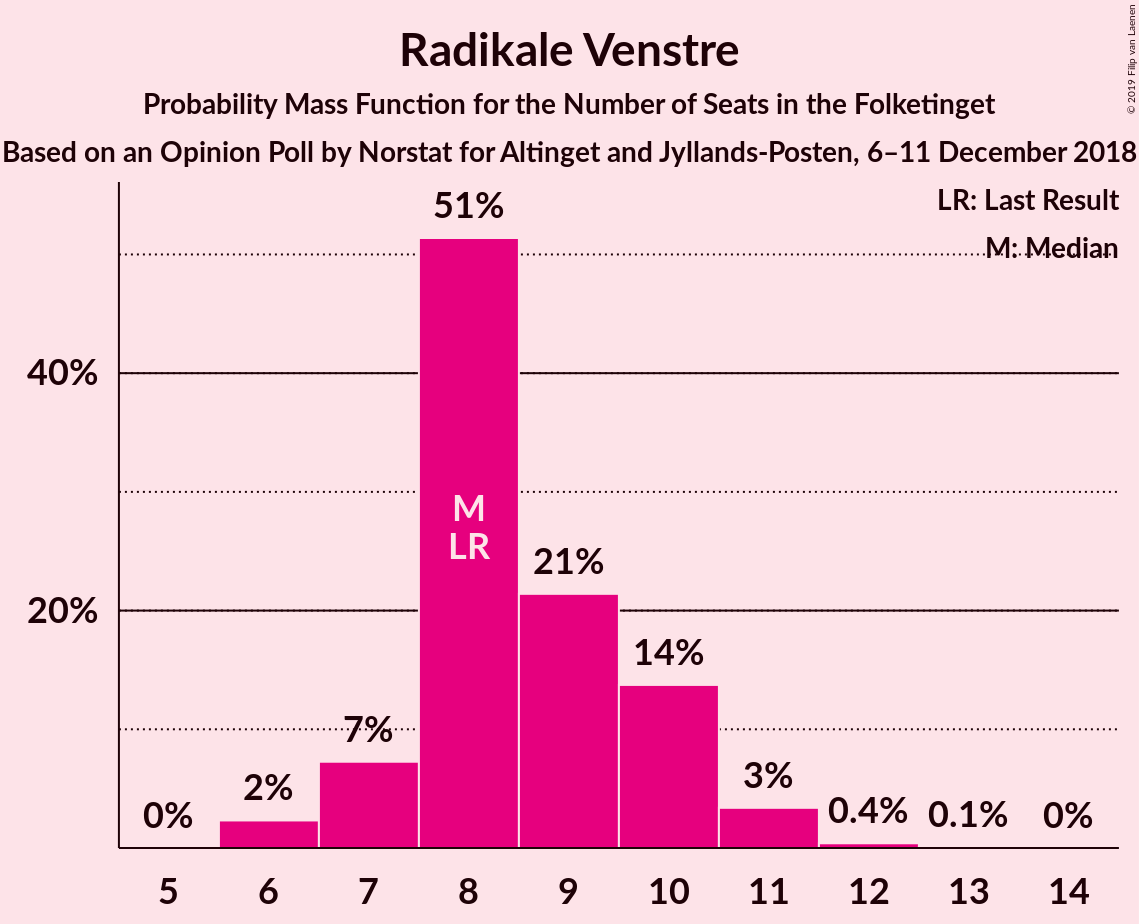 Radikale Venstre
Probability Mass Function for the Number of Seats in the Folketinget
Based on an Opinion Poll by Norstat for Altinget and Jyllands-Posten, 6–11 December 2018
© 2019 Filip van Laenen
LR: Last Result
M: Median
51%
40%
M
LR
21%
20%
14%
7%
3%
2%
0%
0.4%
0.1%
0%
5 6 7 8 9 10 11 12 13 14